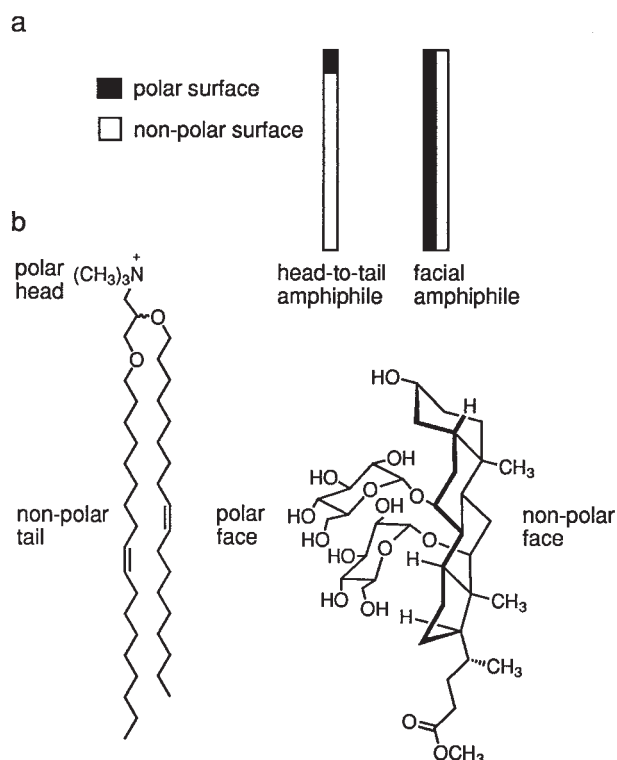 a
polar surface
non-polar surface
b
head-to-tail
amphiphile
facial
amphiphile
polar
head
(CH₃)₃N
+
O
O
non-polar
tail
polar
face
non-polar
face
HO
H
CH₃
OH
HO
O
O
HO
OH
HO
O
O
HO
H
HO
OH
H
CH₃
CH₃
O
OCH₃